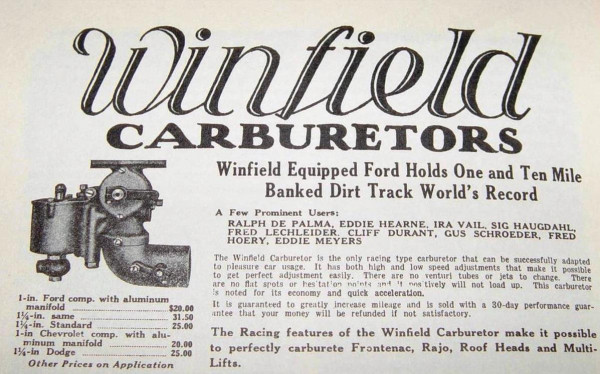 Winfield
CARBURETORS
Winfield Equipped Ford Holds One and Ten Mile
Banked Dirt Track World's Record
A Few Prominent Users:
RALPH DE PALMA, EDDIE HEARNE, IRA VAIL, SIG HAUGDAHL,
FRED LECHLEIDER, CLIFF DURANT, GUS SCHROEDER, FRED
HOERY, EDDIE MEYERS
The Winfield Carburetor is the only racing type carburetor that can be successfully adapted
to pleasure car usage. It has both high and low speed adjustments that make it possible
to get perfect adjustment easily. There are no venturi tubes or jets to change. There
are no flat spots or hesitation points and it positively will not load up. This carburetor
is noted for its economy and quick acceleration.
It is guaranteed to greatly increase mileage and is sold with a 30-day performance guar-
antee that your money will be refunded if not satisfactory.
The Racing features of the Winfield Carburetor make it possible
to perfectly carburete Frontenac, Rajo, Roof Heads and Multi-
Lifts.
1-in. Ford comp. with aluminum
manifold $20.00
1¼-in. same 31.50
1¼-in. Standard 25.00
1-in Chevrolet comp. with alu-
minum manifold 20.00
1¼-in Dodge 25.00
Other Prices on Application